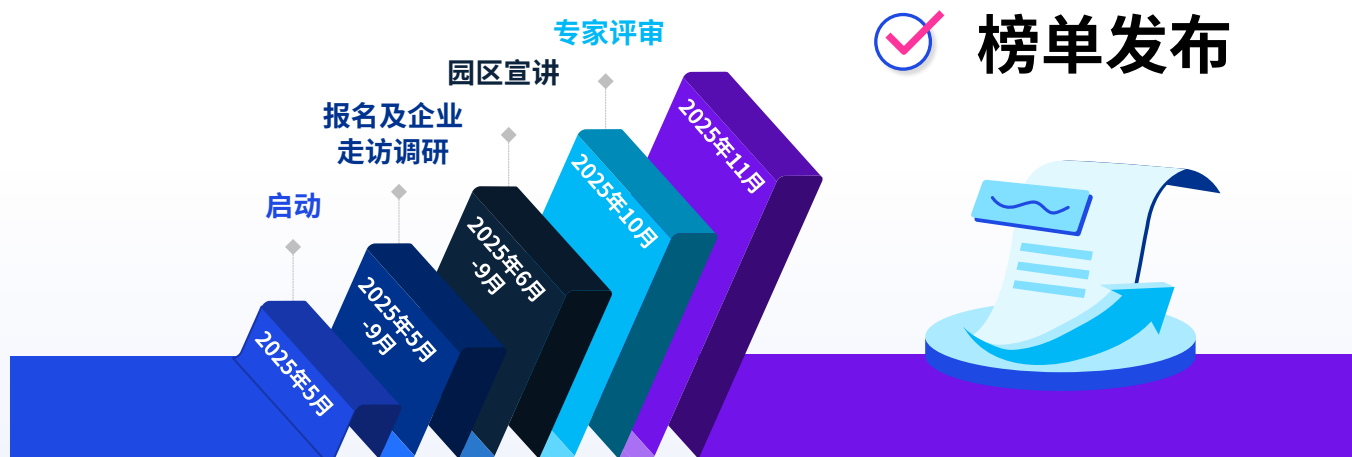 启动
2025年5月
报名及企业
走访调研
2025年5月
-9月
园区宣讲
2025年6月
-9月
专家评审
2025年10月
榜单发布
2025年11月